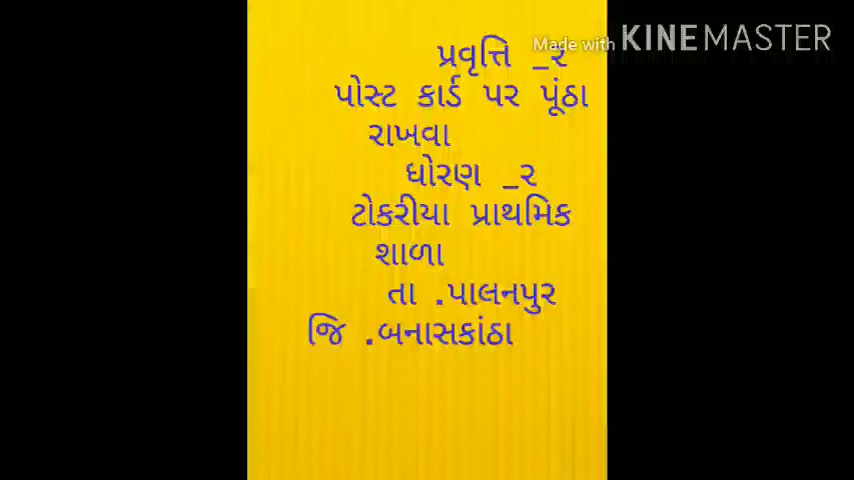 Made with KINEMASTER
પ્રવૃત્તિ _૨
પોસ્ટ કાર્ડ પર પૂંઠા
રાખવા
ધોરણ _૨
ટોકરીયા પ્રાથમિક
શાળા
તા .પાલનપુર
જિ .બનાસકાંઠા